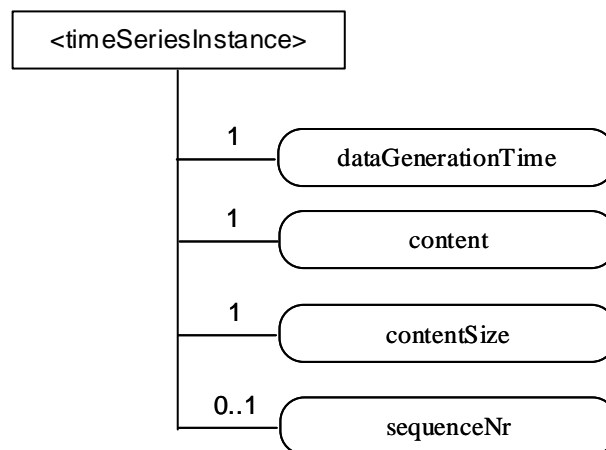 <timeSeriesInstance>
1
dataGenerationTime
1
content
1
contentSize
0..1
sequenceNr